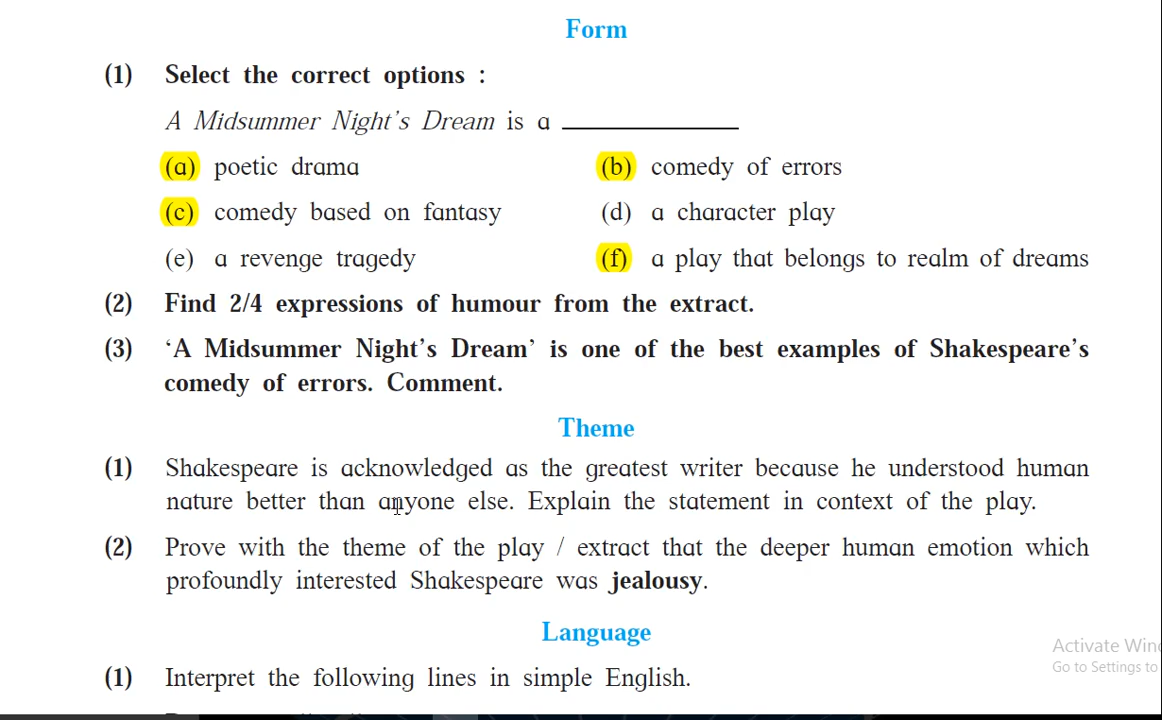 Form
(1) Select the correct options :
A Midsummer Night's Dream is a ____________
(a) poetic drama (b) comedy of errors
(c) comedy based on fantasy (d) a character play
(e) a revenge tragedy (f) a play that belongs to realm of dreams
(2) Find 2/4 expressions of humour from the extract.
(3) ‘A Midsummer Night’s Dream’ is one of the best examples of Shakespeare’s
comedy of errors. Comment.
Theme
(1) Shakespeare is acknowledged as the greatest writer because he understood human
nature better than anyone else. Explain the statement in context of the play.
(2) Prove with the theme of the play / extract that the deeper human emotion which
profoundly interested Shakespeare was jealousy.
Language
Activate Win
Go to Settings to
(1) Interpret the following lines in simple English.